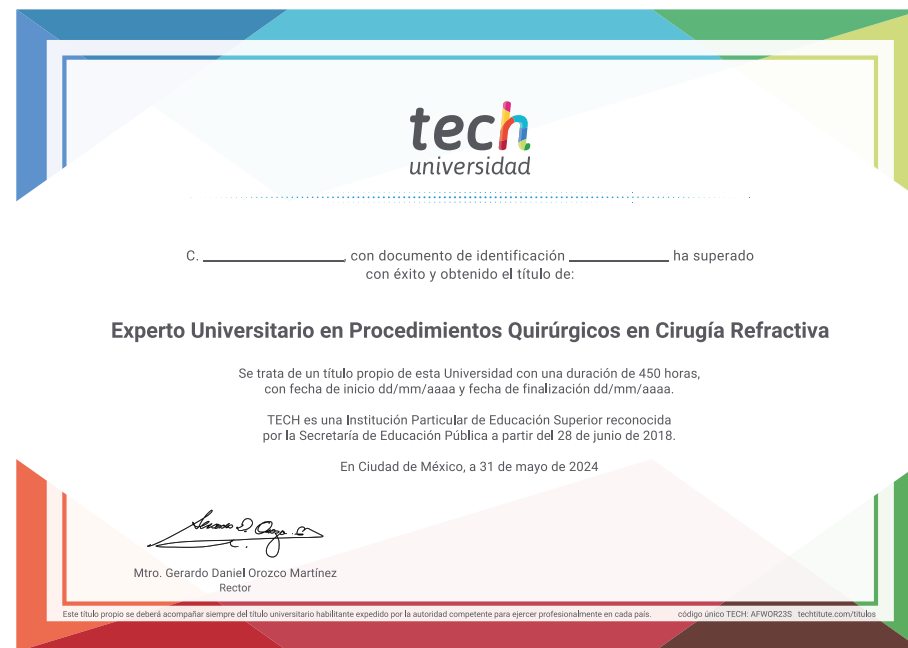 tech
universidad
C. ________________, con documento de identificación ____________ ha superado
con éxito y obtenido el título de:
Experto Universitario en Procedimientos Quirúrgicos en Cirugía Refractiva
Se trata de un título propio de esta Universidad con una duración de 450 horas,
con fecha de inicio dd/mm/aaaa y fecha de finalización dd/mm/aaaa.
TECH es una Institución Particular de Educación Superior reconocida
por la Secretaría de Educación Pública a partir del 28 de junio de 2018.
En Ciudad de México, a 31 de mayo de 2024
Mtro. Gerardo Daniel Orozco Martínez
Rector
Este título propio se deberá acompañar siempre del título universitario habilitante expedido por la autoridad competente para ejercer profesionalmente en cada país. código único TECH: AFWOR23S techtitute.com/titulos